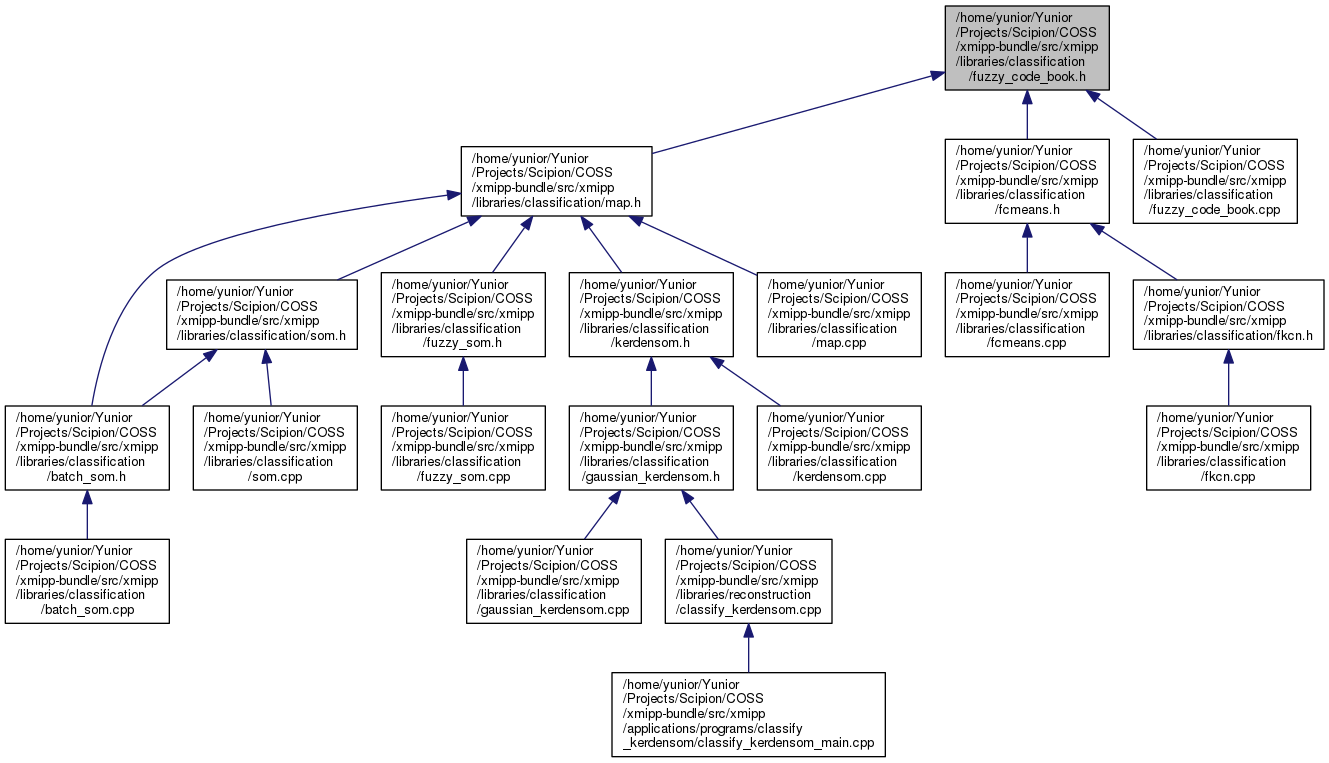 /home/yunior/Yunior
/Projects/Scipion/COSS
/xmipp-bundle/src/xmipp
/libraries/classification
/fuzzy_code_book.h
/home/yunior/Yunior
/Projects/Scipion/COSS
/xmipp-bundle/src/xmipp
/libraries/classification/map.h
/home/yunior/Yunior
/Projects/Scipion/COSS
/xmipp-bundle/src/xmipp
/libraries/classification
/fcmeans.h
/home/yunior/Yunior
/Projects/Scipion/COSS
/xmipp-bundle/src/xmipp
/libraries/classification
/fuzzy_code_book.cpp
/home/yunior/Yunior
/Projects/Scipion/COSS
/xmipp-bundle/src/xmipp
/libraries/classification/som.h
/home/yunior/Yunior
/Projects/Scipion/COSS
/xmipp-bundle/src/xmipp
/libraries/classification
/fuzzy_som.h
/home/yunior/Yunior
/Projects/Scipion/COSS
/xmipp-bundle/src/xmipp
/libraries/classification
/kerdensom.h
/home/yunior/Yunior
/Projects/Scipion/COSS
/xmipp-bundle/src/xmipp
/libraries/classification
/map.cpp
/home/yunior/Yunior
/Projects/Scipion/COSS
/xmipp-bundle/src/xmipp
/libraries/classification
/fcmeans.cpp
/home/yunior/Yunior
/Projects/Scipion/COSS
/xmipp-bundle/src/xmipp
/libraries/classification/fkcn.h
/home/yunior/Yunior
/Projects/Scipion/COSS
/xmipp-bundle/src/xmipp
/libraries/classification
/batch_som.h
/home/yunior/Yunior
/Projects/Scipion/COSS
/xmipp-bundle/src/xmipp
/libraries/classification
/som.cpp
/home/yunior/Yunior
/Projects/Scipion/COSS
/xmipp-bundle/src/xmipp
/libraries/classification
/fuzzy_som.cpp
/home/yunior/Yunior
/Projects/Scipion/COSS
/xmipp-bundle/src/xmipp
/libraries/classification
/gaussian_kerdensom.h
/home/yunior/Yunior
/Projects/Scipion/COSS
/xmipp-bundle/src/xmipp
/libraries/classification
/kerdensom.cpp
/home/yunior/Yunior
/Projects/Scipion/COSS
/xmipp-bundle/src/xmipp
/libraries/classification
/fkcn.cpp
/home/yunior/Yunior
/Projects/Scipion/COSS
/xmipp-bundle/src/xmipp
/libraries/classification
/batch_som.cpp
/home/yunior/Yunior
/Projects/Scipion/COSS
/xmipp-bundle/src/xmipp
/libraries/classification
/gaussian_kerdensom.cpp
/home/yunior/Yunior
/Projects/Scipion/COSS
/xmipp-bundle/src/xmipp
/libraries/reconstruction
/classify_kerdensom.cpp
/home/yunior/Yunior
/Projects/Scipion/COSS
/xmipp-bundle/src/xmipp
/applications/programs/classify
_kerdensom/classify_kerdensom_main.cpp